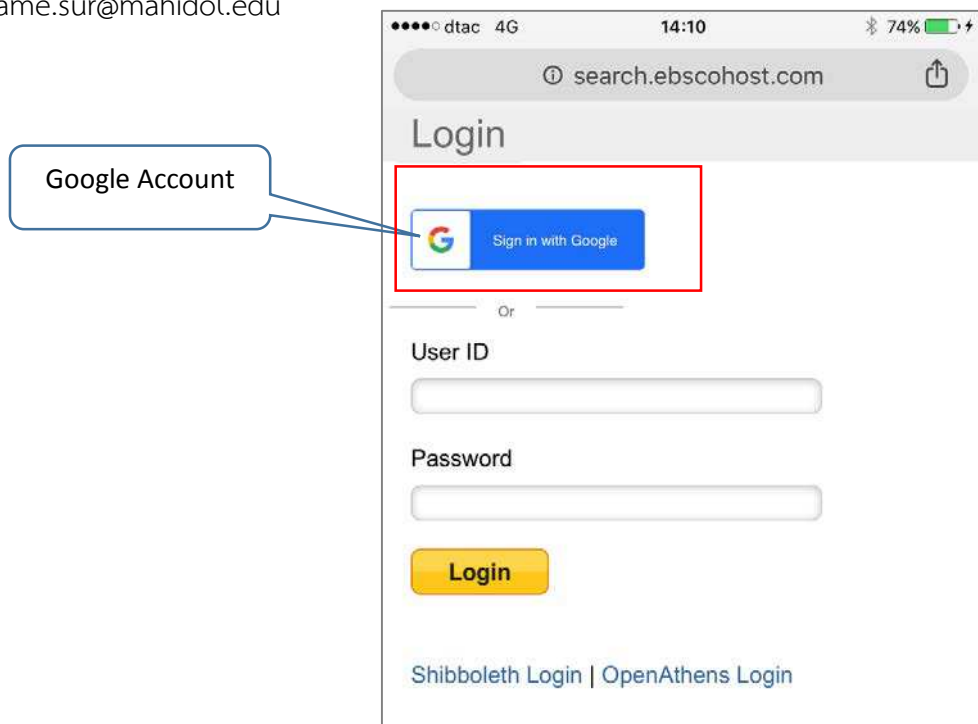 ame.sur@mahidol.edu
dtac 4G 14:10 74%
search.ebscohost.com
Login
Google Account
Sign in with Google
Or
User ID
Password
Login
Shibboleth Login | OpenAthens Login